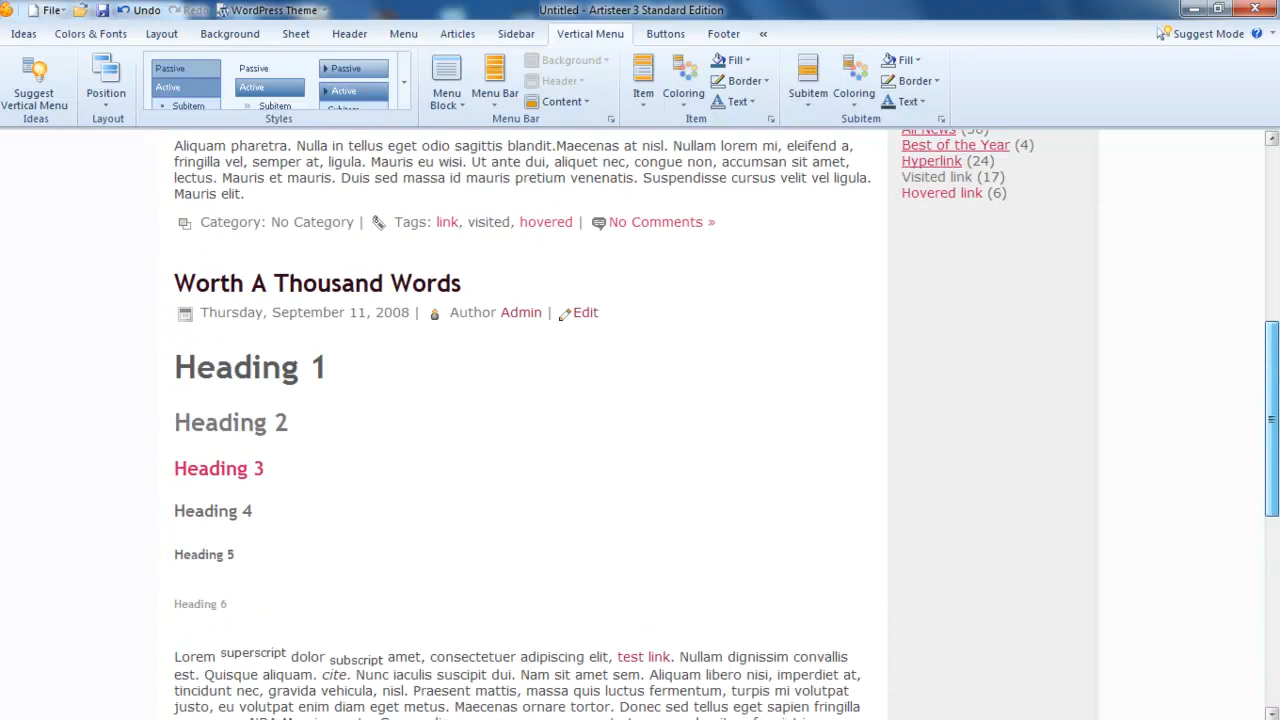 File Undo Redo WordPress Theme Untitled - Artisteer 3 Standard Edition
Ideas Colors & Fonts Layout Background Sheet Header Menu Articles Sidebar Vertical Menu Buttons Footer « Suggest Mode
Suggest Vertical Menu
Ideas
Position
Layout
Passive Passive Passive
Active Active Active
Subitem » Subitem
Styles
Menu Block
Menu Bar
Background
Header
Content
Menu Bar
Item
Coloring
Fill
Border
Text
Item
Subitem
Coloring
Fill
Border
Text
Subitem
Aliquam pharetra. Nulla in tellus eget odio sagittis blandit.Maecenas at nisl. Nullam lorem mi, eleifend a,
fringilla vel, semper at, ligula. Mauris eu wisi. Ut ante dui, aliquet nec, congue non, accumsan sit amet,
lectus. Mauris et mauris. Duis sed massa id mauris pretium venenatis. Suspendisse cursus velit vel ligula.
Mauris elit.
Category: No Category | Tags: link, visited, hovered | No Comments »
Worth A Thousand Words
Thursday, September 11, 2008 | Author Admin | Edit
Heading 1
Heading 2
Heading 3
Heading 4
Heading 5
Heading 6
Lorem superscript dolor subscript amet, consectetuer adipiscing elit, test link. Nullam dignissim convallis
est. Quisque aliquam. cite. Nunc iaculis suscipit dui. Nam sit amet sem. Aliquam libero nisi, imperdiet at,
tincidunt nec, gravida vehicula, nisl. Praesent mattis, massa quis luctus fermentum, turpis mi volutpat
justo, eu volutpat enim diam eget metus. Maecenas ornare tortor. Donec sed tellus eget sapien fringilla
All News
Best of the Year (4)
Hyperlink (24)
Visited link (17)
Hovered link (6)